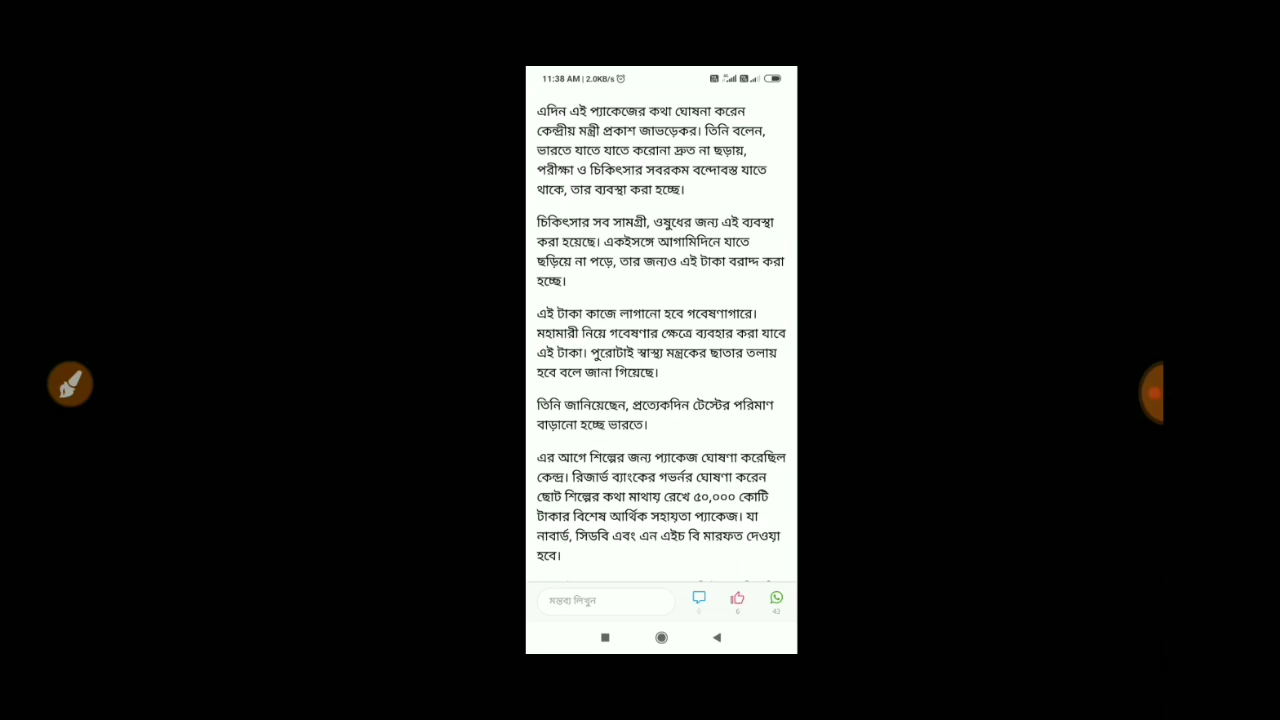 11:38 AM | 2.0KB/s
এদিন এই প্যাকেজের কথা ঘোষনা করেন
কেন্দ্রীয় মন্ত্রী প্রকাশ জাভড়েকর। তিনি বলেন,
ভারতে যাতে যাতে করোনা দ্রুত না ছড়ায়,
পরীক্ষা ও চিকিৎসার সবরকম বন্দোবস্ত যাতে
থাকে, তার ব্যবস্থা করা হচ্ছে।
চিকিৎসার সব সামগ্রী, ওষুধের জন্য এই ব্যবস্থা
করা হয়েছে। একইসঙ্গে আগামিদিনে যাতে
ছড়িয়ে না পড়ে, তার জন্যও এই টাকা বরাদ্দ করা
হচ্ছে।
এই টাকা কাজে লাগানো হবে গবেষণাগারে।
মহামারী নিয়ে গবেষণার ক্ষেত্রে ব্যবহার করা যাবে
এই টাকা। পুরোটাই স্বাস্থ্য মন্ত্রকের ছাতার তলায়
হবে বলে জানা গিয়েছে।
তিনি জানিয়েছেন, প্রত্যেকদিন টেস্টের পরিমাণ
বাড়ানো হচ্ছে ভারতে।
এর আগে শিল্পের জন্য প্যাকেজ ঘোষণা করেছিল
কেন্দ্র। রিজার্ভ ব্যাংকের গভর্নর ঘোষণা করেন
ছোট শিল্পের কথা মাথায় রেখে ৫০,০০০ কোটি
টাকার বিশেষ আর্থিক সহায়তা প্যাকেজ। যা
নাবার্ড, সিডবি এবং এন এইচ বি মারফত দেওয়া
হবে।
মন্তব্য লিখুন
6
43